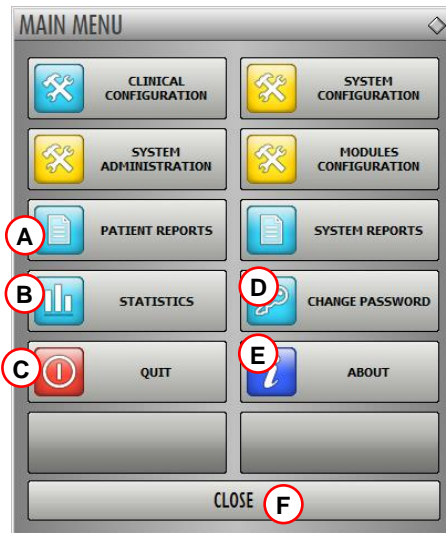 MAIN MENU
CLINICAL
CONFIGURATION
SYSTEM
CONFIGURATION
SYSTEM
ADMINISTRATION
MODULES
CONFIGURATION
A
PATIENT REPORTS
SYSTEM REPORTS
B
STATISTICS
D
CHANGE PASSWORD
C
QUIT
E
i
ABOUT
CLOSE
F